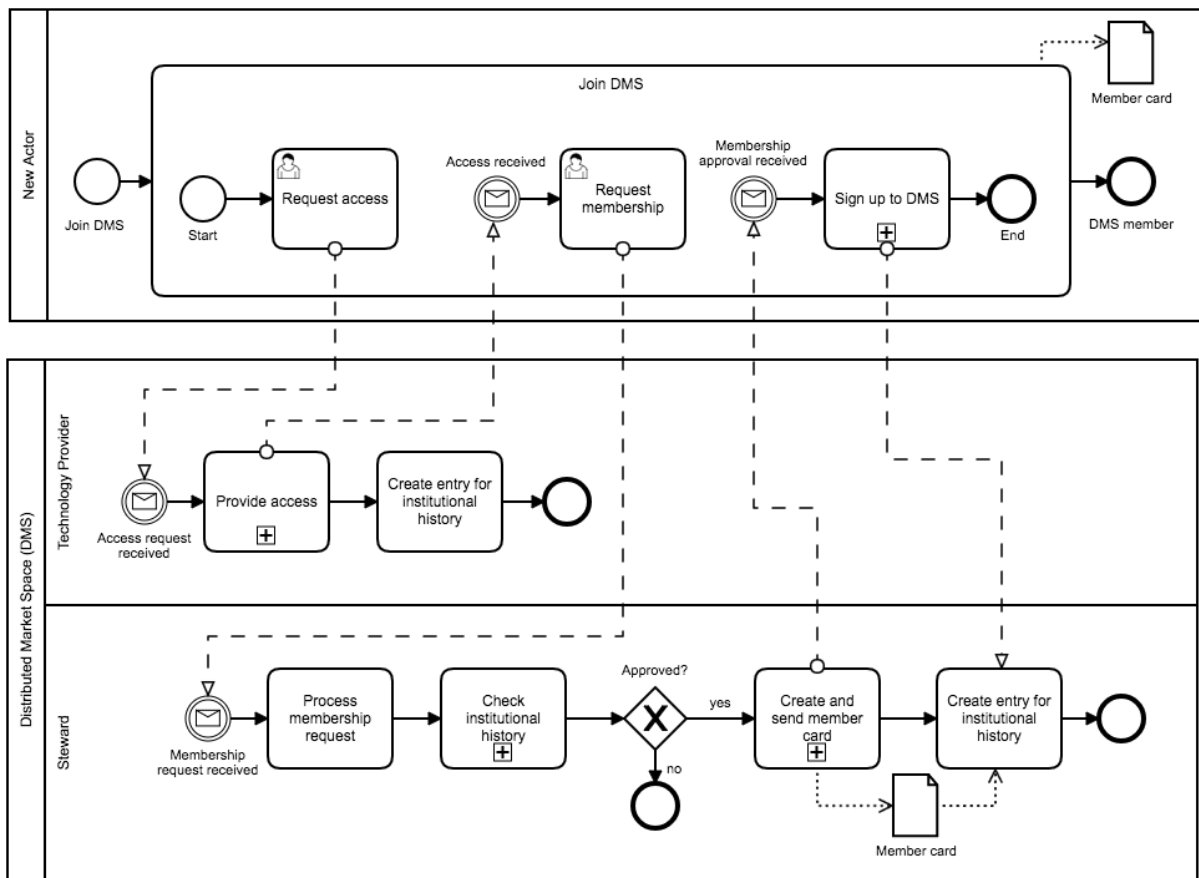 New Actor
Join DMS
Member card
Join DMS
Start
Request access
Access received
Request
membership
Membership
approval received
Sign up to DMS
End
DMS member
Distributed Market Space (DMS)
Technology Provider
Access request
received
Provide access
Create entry for
institutional
history
Steward
Membership
request received
Process
membership
request
Check
institutional
history
Approved?
yes
no
Create and
send member
card
Create entry for
institutional
history
Member card